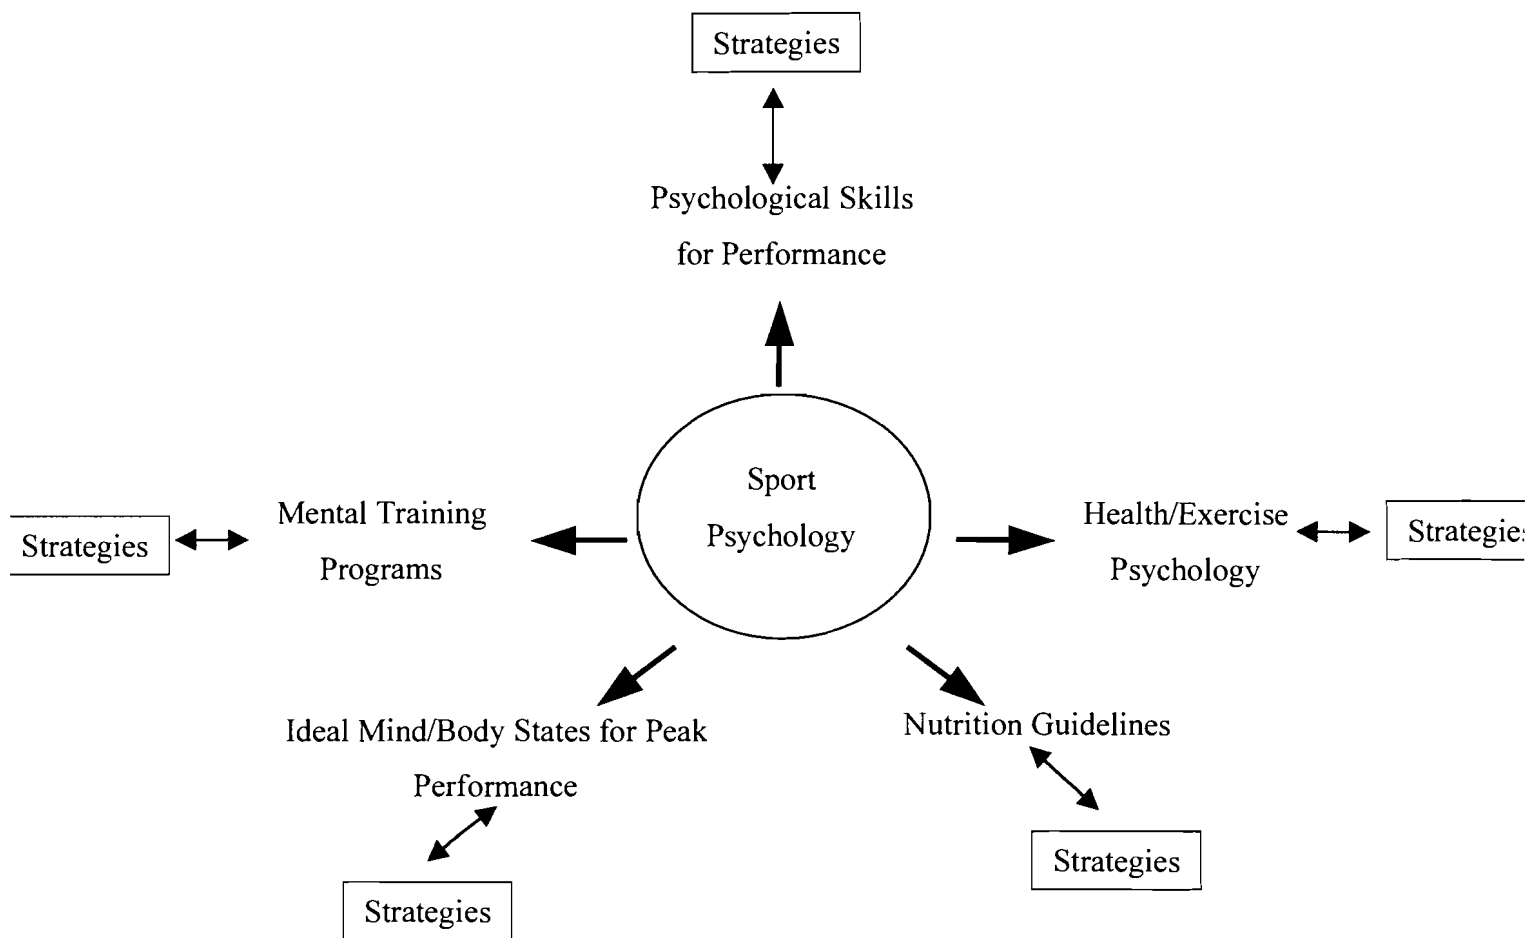 Strategies
Psychological Skills
for Performance
Sport
Psychology
Mental Training
Programs
Strategies
Health/Exercise
Psychology
Strategies
Ideal Mind/Body States for Peak
Performance
Strategies
Nutrition Guidelines
Strategies